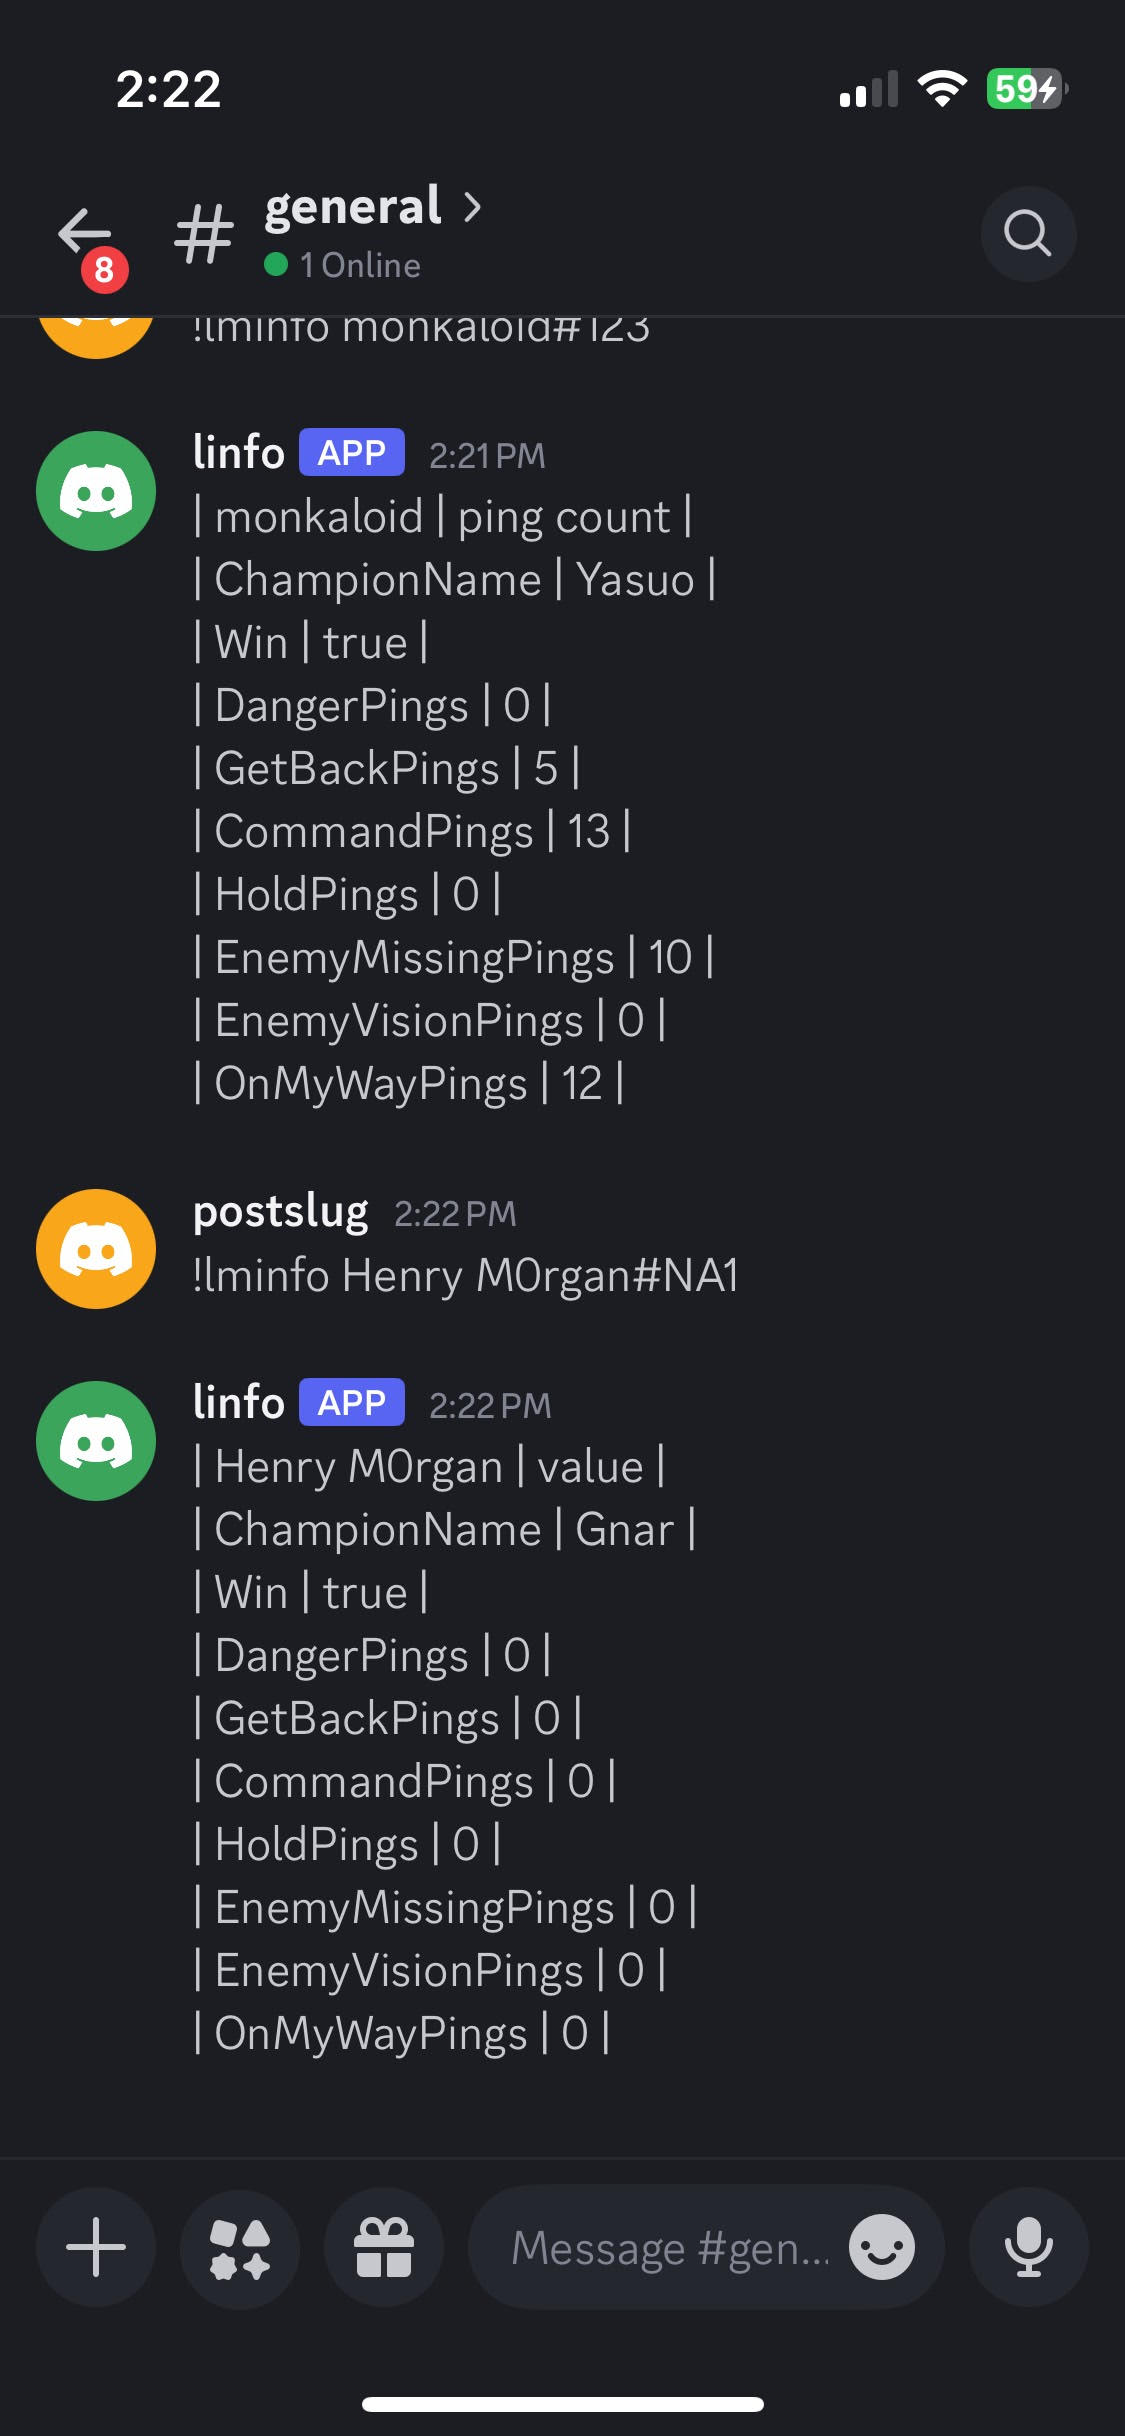 2:22
59
general
8
1 Online
!lminfo monkaloid#123
linfo APP 2:21 PM
| monkaloid | ping count |
| ChampionName | Yasuo |
| Win | true |
| DangerPings | 0 |
| GetBackPings | 5 |
| CommandPings | 13 |
| HoldPings | 0 |
| EnemyMissingPings | 10 |
| EnemyVisionPings | 0 |
| OnMyWayPings | 12 |
postslug 2:22 PM
!lminfo Henry M0rgan#NA1
linfo APP 2:22 PM
| Henry M0rgan | value |
| ChampionName | Gnar |
| Win | true |
| DangerPings | 0 |
| GetBackPings | 0 |
| CommandPings | 0 |
| HoldPings | 0 |
| EnemyMissingPings | 0 |
| EnemyVisionPings | 0 |
| OnMyWayPings | 0 |
Message #gen...